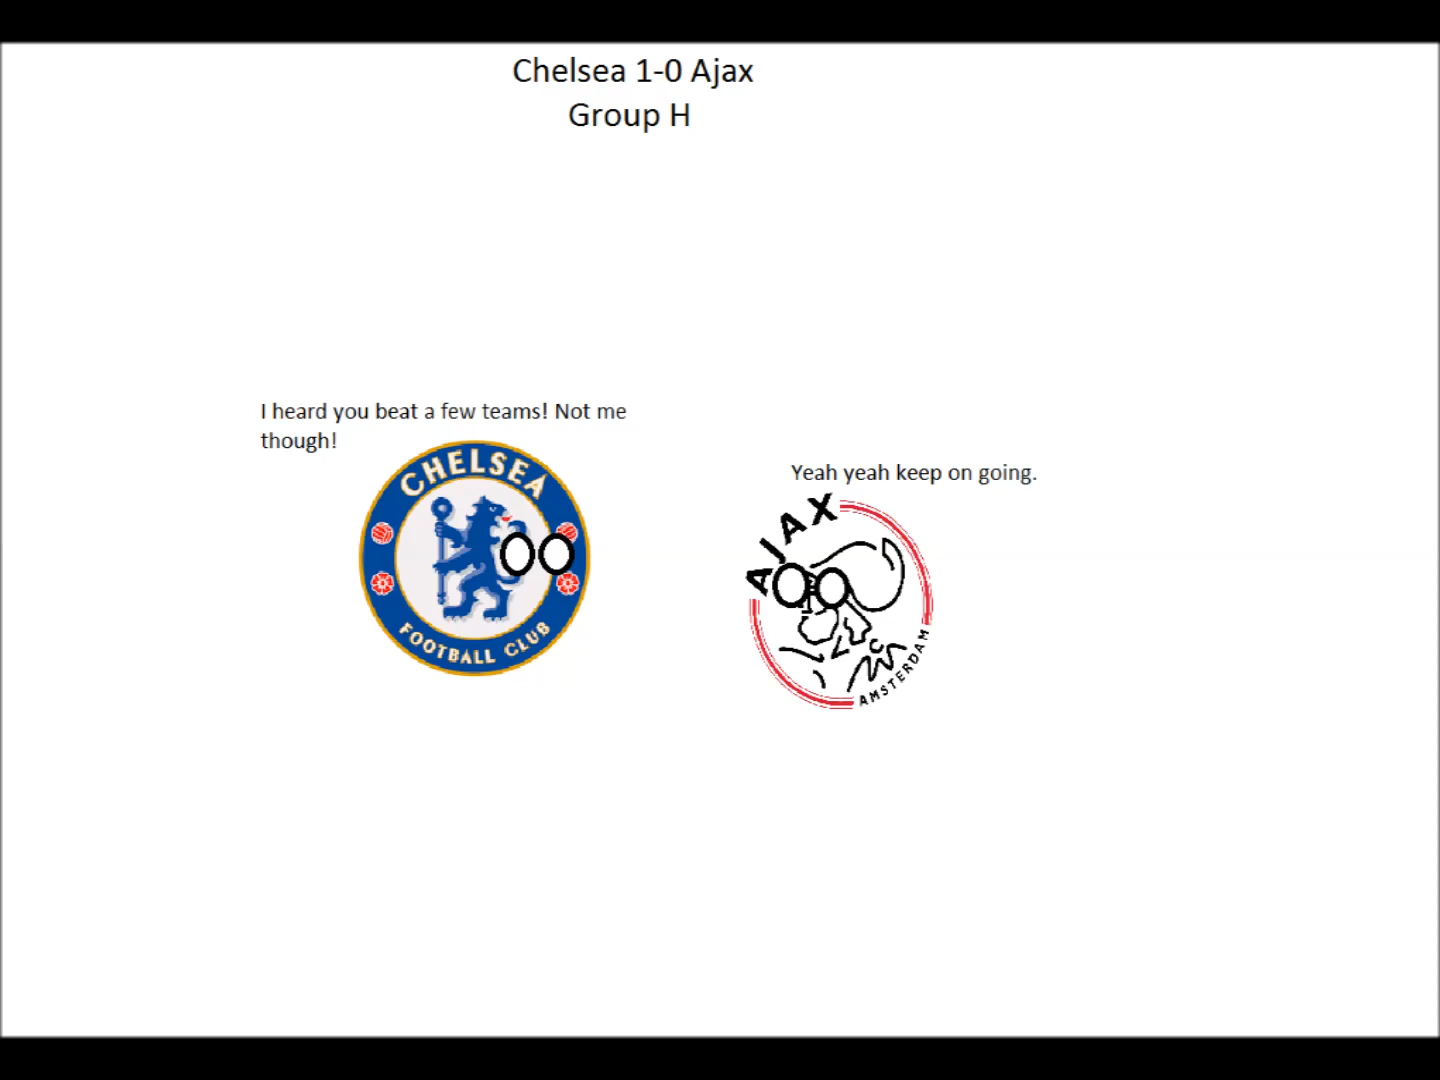 Chelsea 1-0 Ajax
Group H
I heard you beat a few teams! Not me
though!
Yeah yeah keep on going.
CHELSEA
FOOTBALL CLUB
AJAX
AMSTERDAM